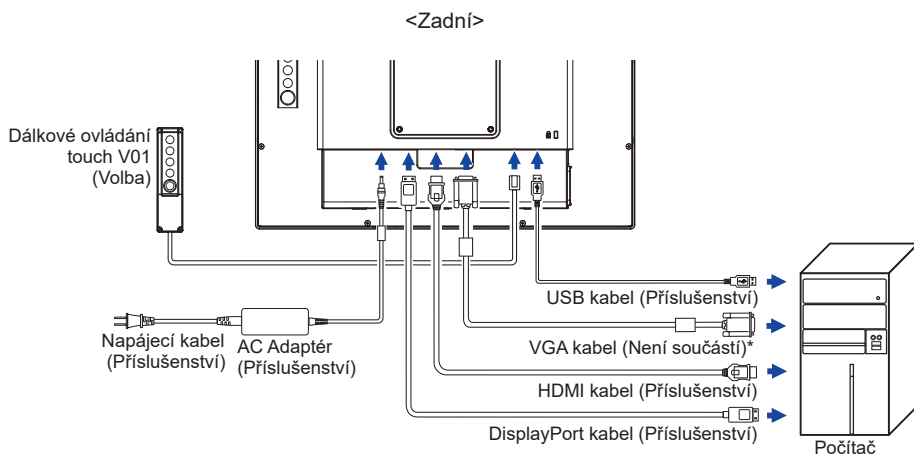 <Zadní>
Dálkové ovládání
touch V01
(Volba)
Napájecí kabel
(Příslušenství)
AC Adaptér
(Příslušenství)
USB kabel (Příslušenství)
VGA kabel (Není součástí)*
HDMI kabel (Příslušenství)
DisplayPort kabel (Příslušenství)
Počítač